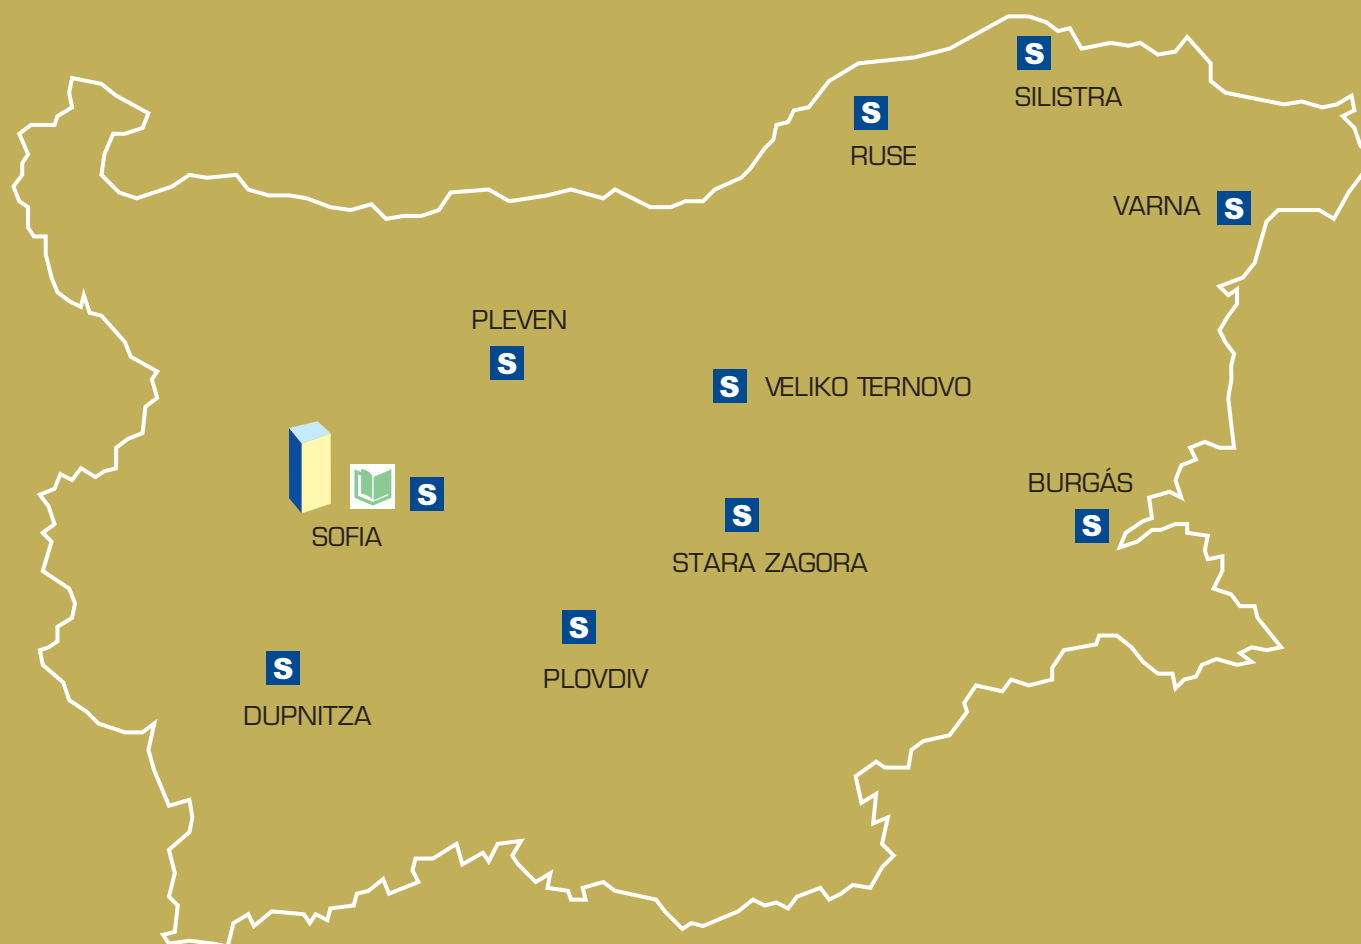 S
SILISTRA
S
RUSE
VARNA S
PLEVEN
S
S VELIKO TERNOVO
S
SOFIA
BURGÁS
S
S
STARA ZAGORA
S
PLOVDIV
S
DUPNITZA